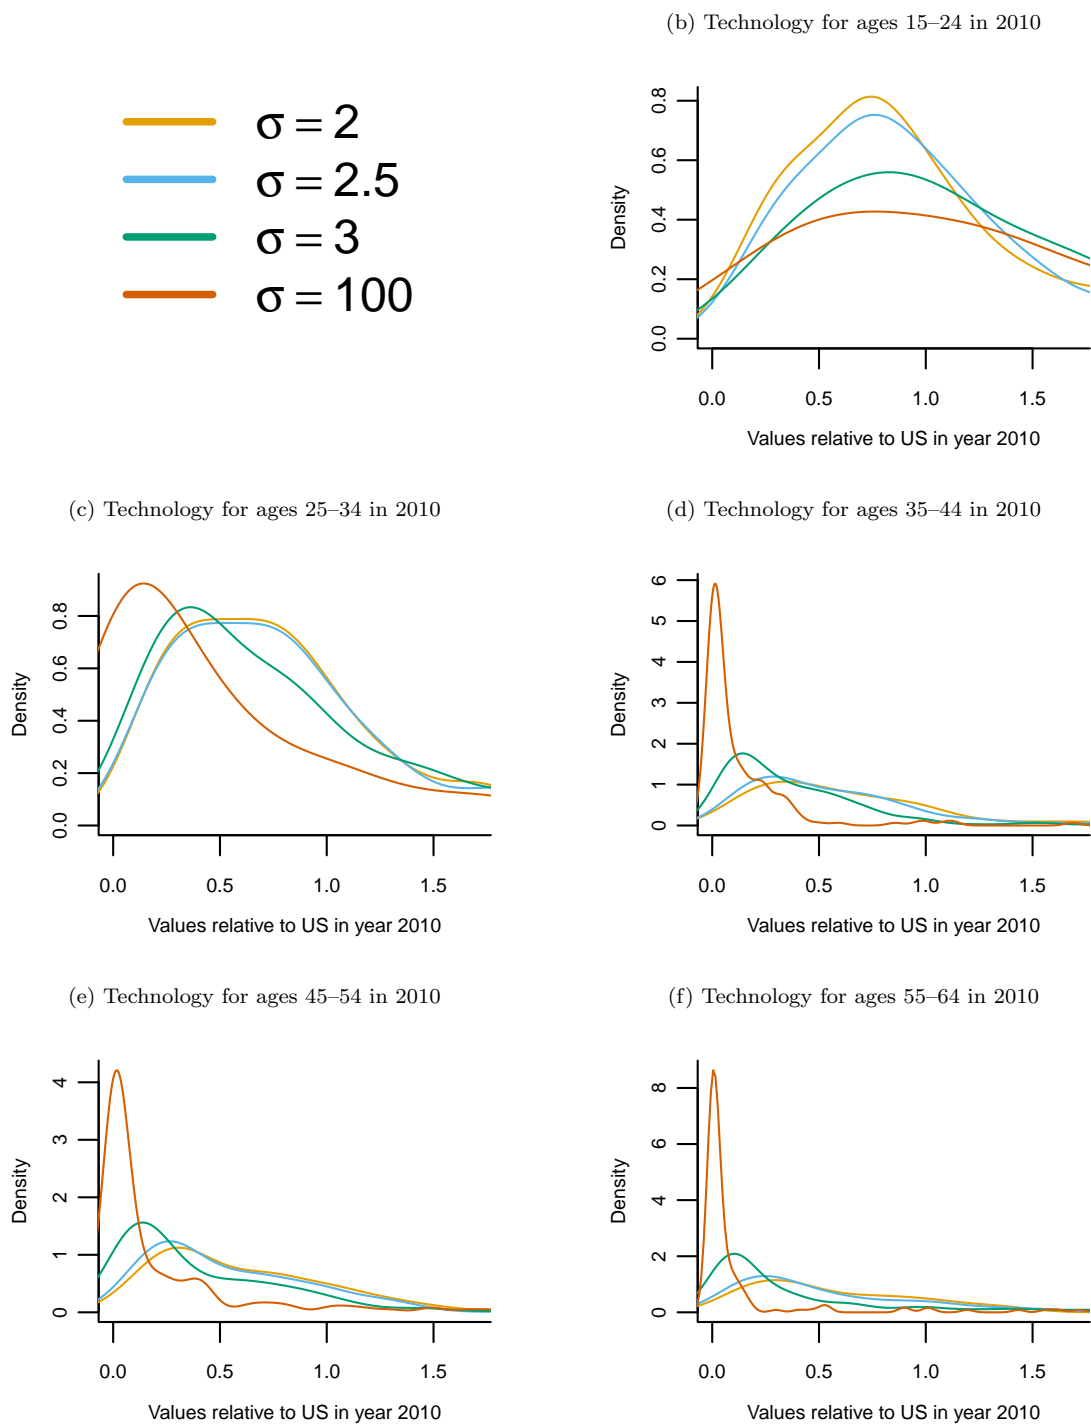 (b) Technology for ages 15–24 in 2010
σ = 2
σ = 2.5
σ = 3
σ = 100
Density
0.0 0.2 0.4 0.6 0.8
0.0 0.5 1.0 1.5
Values relative to US in year 2010
(c) Technology for ages 25–34 in 2010
Density
0.0 0.2 0.4 0.6 0.8
0.0 0.5 1.0 1.5
Values relative to US in year 2010
(d) Technology for ages 35–44 in 2010
Density
0 1 2 3 4 5 6
0.0 0.5 1.0 1.5
Values relative to US in year 2010
(e) Technology for ages 45–54 in 2010
Density
0 1 2 3 4
0.0 0.5 1.0 1.5
Values relative to US in year 2010
(f) Technology for ages 55–64 in 2010
Density
0 2 4 6 8
0.0 0.5 1.0 1.5
Values relative to US in year 2010